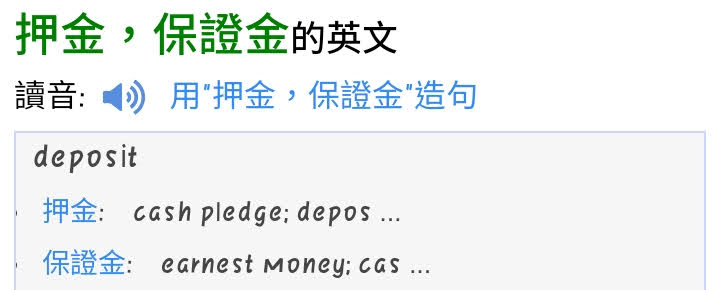 押金，保證金的英文
讀音: 用"押金，保證金"造句
deposit
押金: cash pledge; depos ...
保證金: earnest money; cas ...